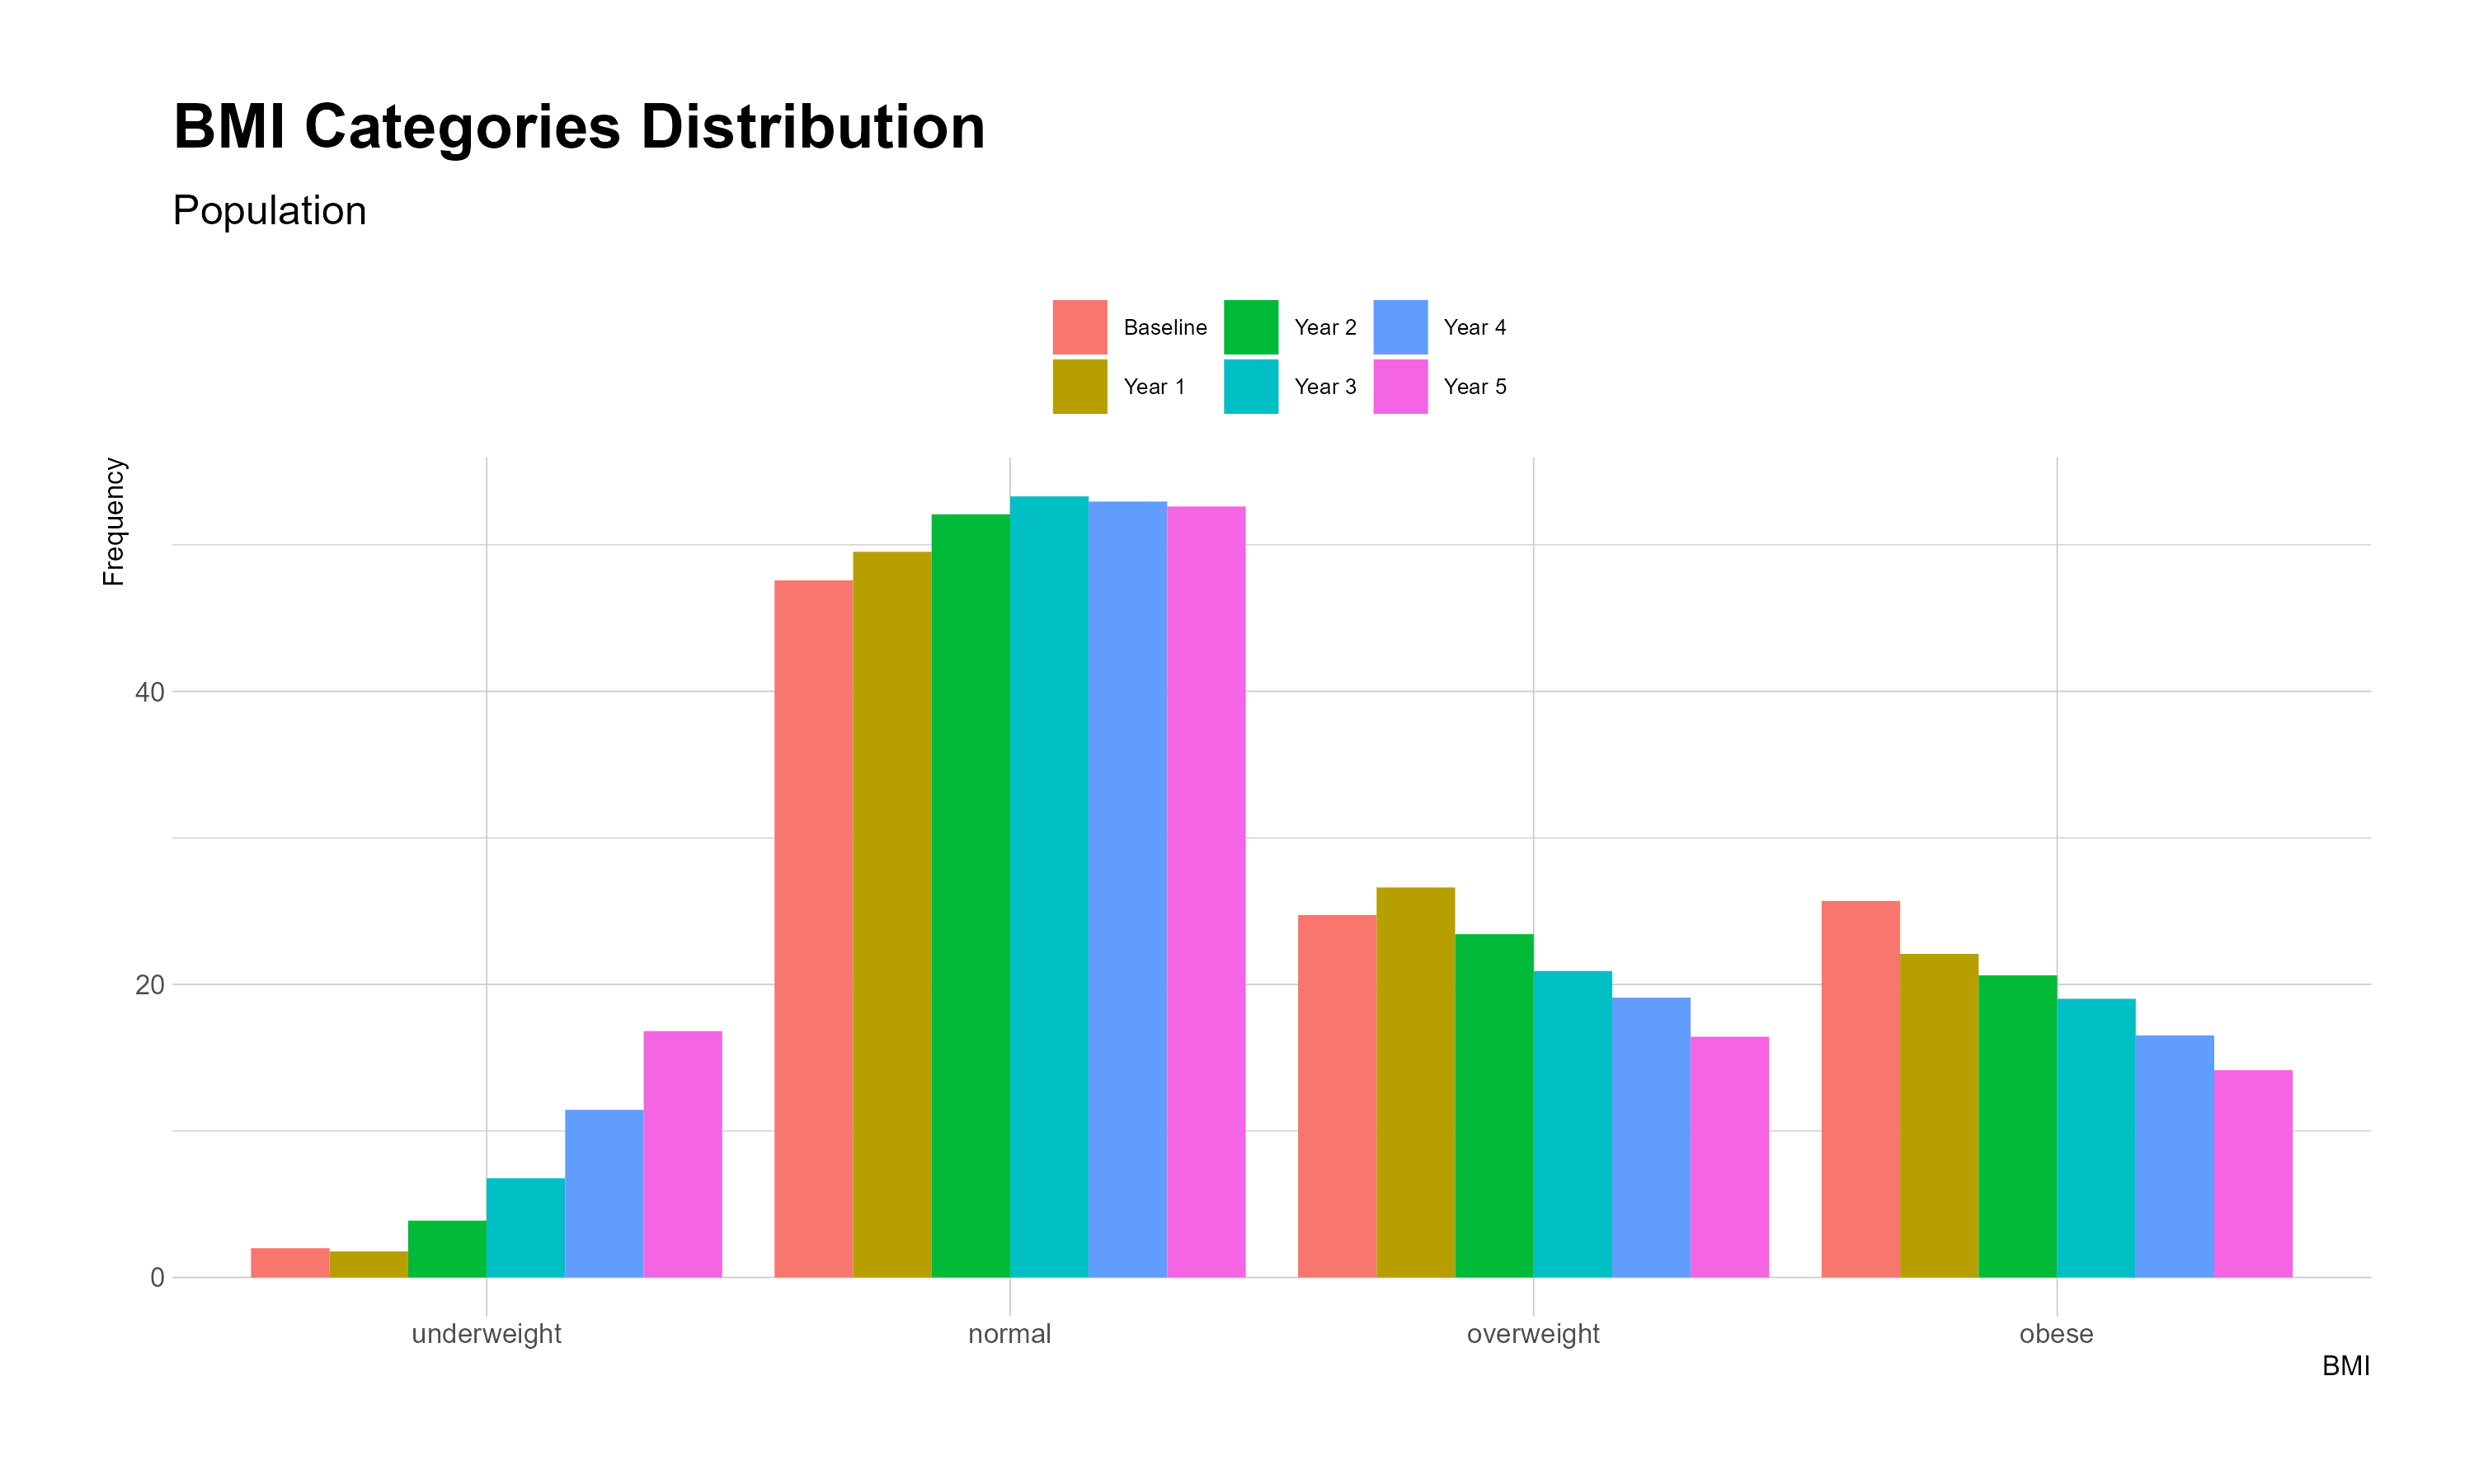 BMI Categories Distribution
Population
Baseline Year 2 Year 4
Year 1 Year 3 Year 5
Frequency
40
20
0
underweight normal overweight obese
BMI